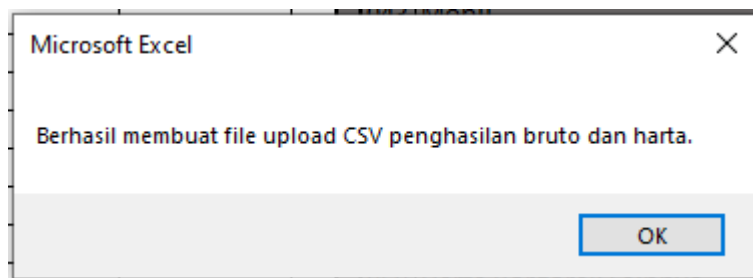 Microsoft Excel
Berhasil membuat file upload CSV penghasilan bruto dan harta.
OK